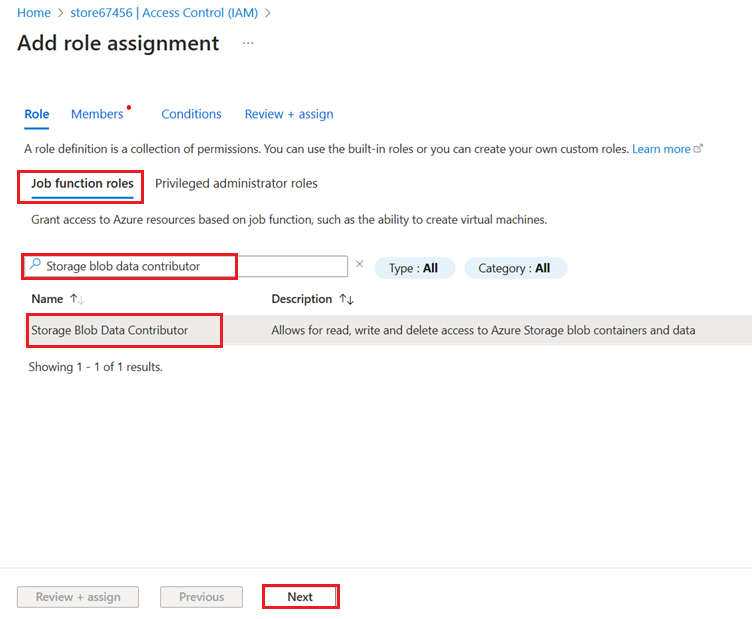 Home > store67456 | Access Control (IAM) >
Add role assignment ...
Role Members Conditions Review + assign
A role definition is a collection of permissions. You can use the built-in roles or you can create your own custom roles. Learn more
Job function roles Privileged administrator roles
Grant access to Azure resources based on job function, such as the ability to create virtual machines.
Storage blob data contributor × Type : All Category : All
Name ↑↓ Description ↑↓
Storage Blob Data Contributor Allows for read, write and delete access to Azure Storage blob containers and data
Showing 1 - 1 of 1 results.
Review + assign Previous Next